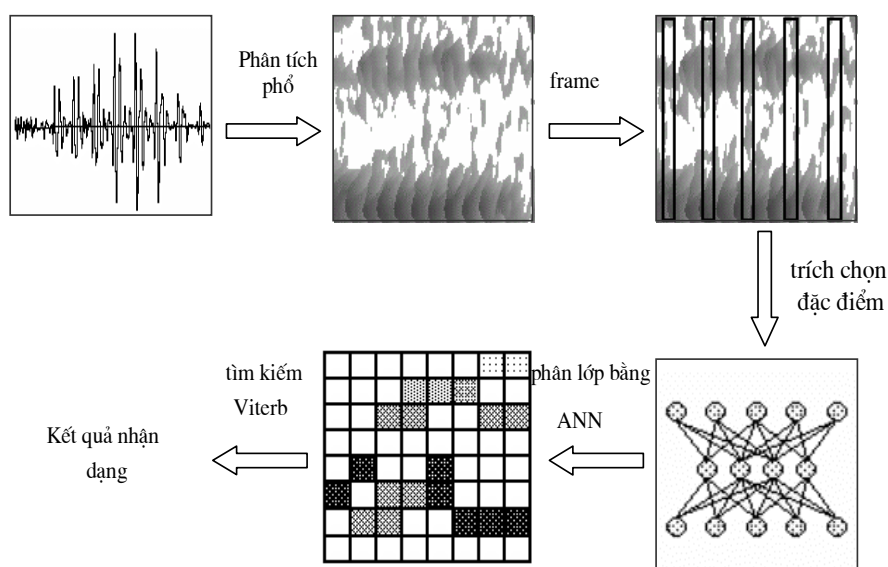 Phân tích
phổ
frame
trích chọn
đặc điểm
phân lớp bằng
ANN
tìm kiếm
Viterb
Kết quả nhận
dạng